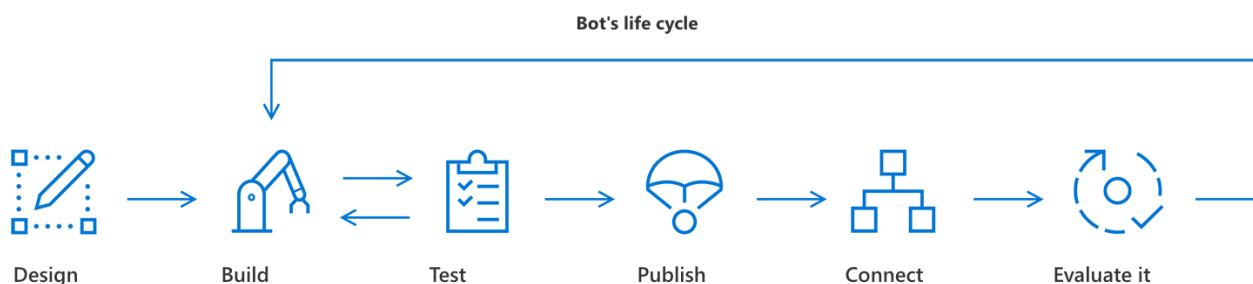 Bot's life cycle
Design
Build
Test
Publish
Connect
Evaluate it